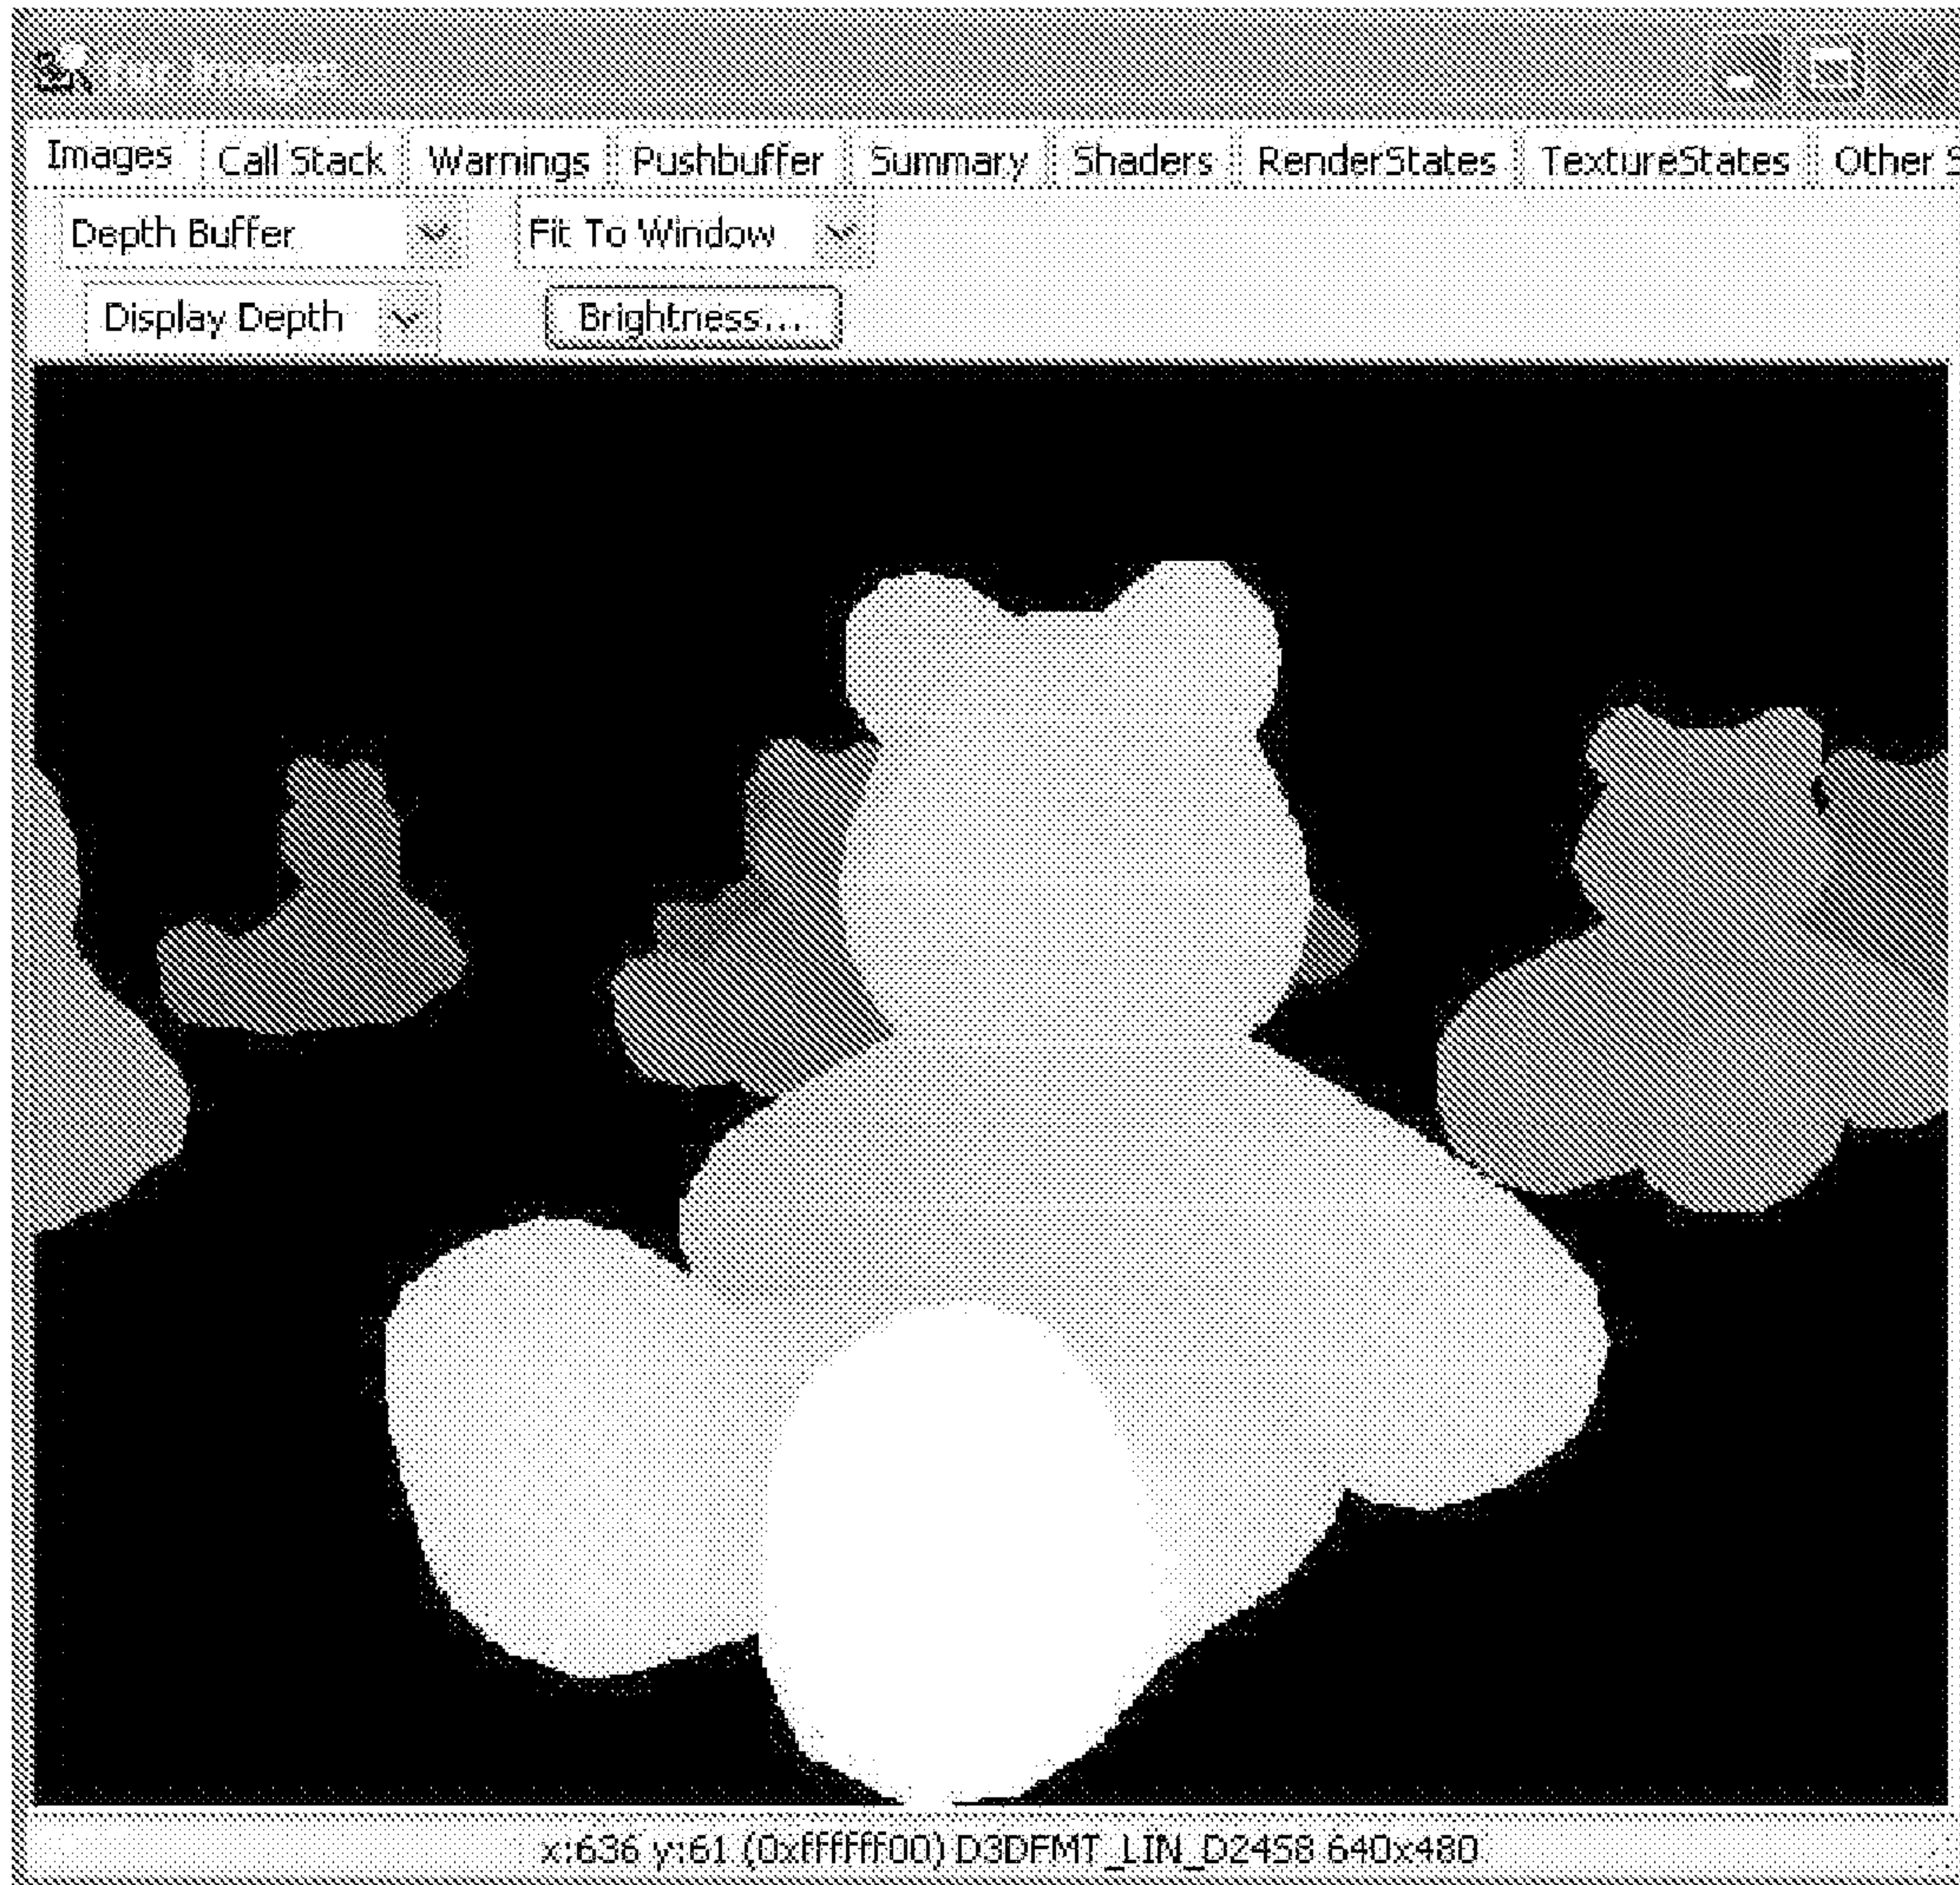 Images Call Stack Warnings Pushbuffer Summary Shaders RenderStates TextureStates Other S
Depth Buffer Fit To Window
Display Depth Brightness...
x:636 y:61 (0xffffff00) D3DFMT_LIN_D24S8 640x480